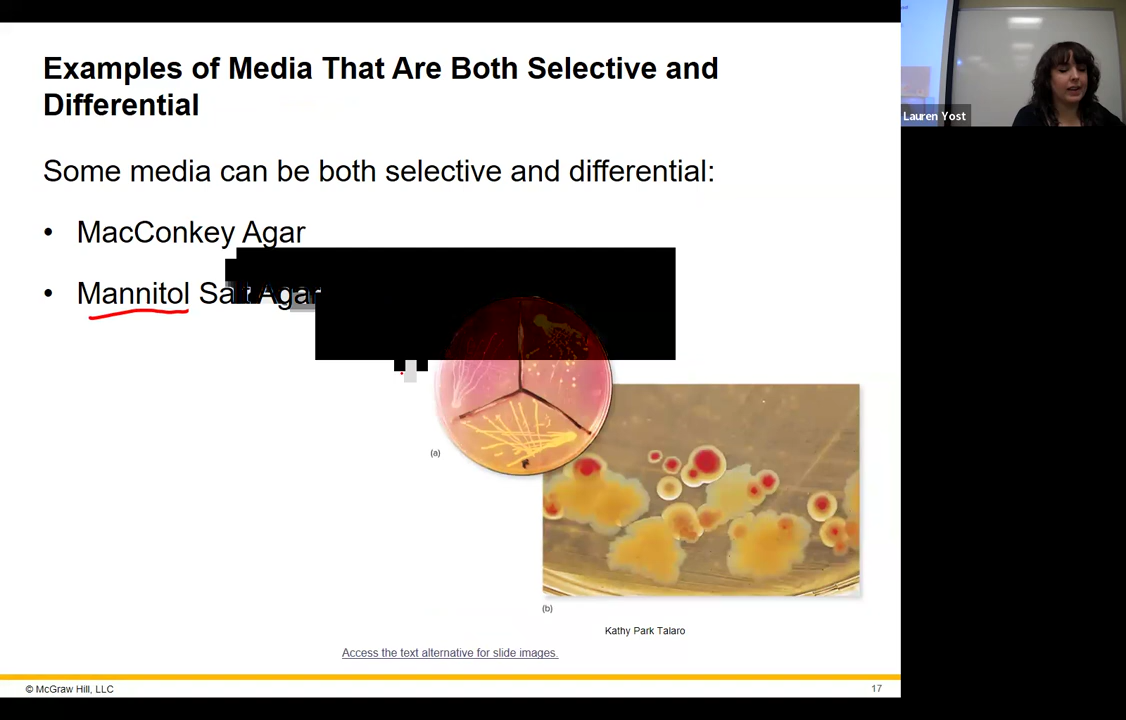 Examples of Media That Are Both Selective and
Differential
Some media can be both selective and differential:
• MacConkey Agar
• Mannitol Salt Agar
(a)
(b)
Kathy Park Talaro
Access the text alternative for slide images.
© McGraw Hill, LLC
17
Lauren Yost